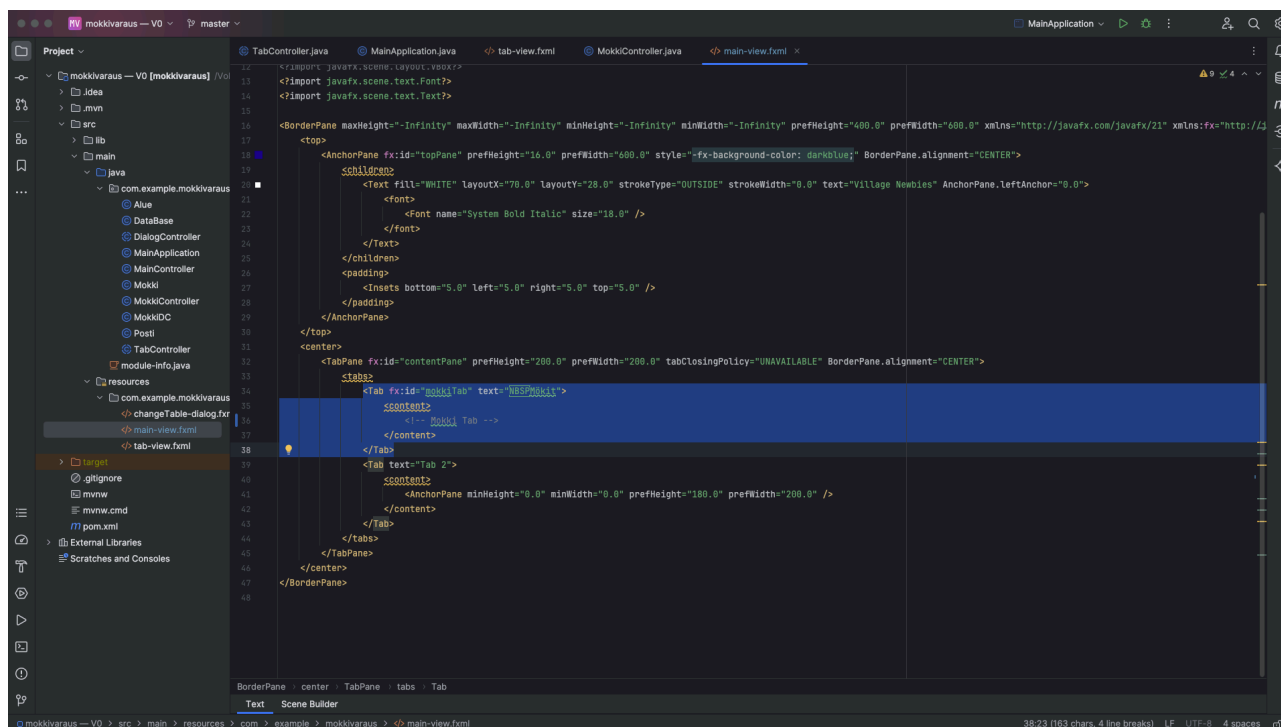 MV mokkivaraus — V0 master MainApplication
Project
TabController.java MainApplication.java tab-view.fxml MokkiController.java main-view.fxml
mokkivaraus — V0 [mokkivaraus]
.idea
.mvn
src
lib
main
java
com.example.mokkivaraus
Alue
DataBase
DialogController
MainApplication
MainController
Mokki
MokkiController
MokkiDC
Posti
TabController
module-info.java
resources
com.example.mokkivaraus
changeTable-dialog.fxr
main-view.fxml
tab-view.fxml
target
.gitignore
mvnw
mvnw.cmd
pom.xml
External Libraries
Scratches and Consoles
9 4
12 <?import javafx.scene.layout.VBox?>
13 <?import javafx.scene.text.Font?>
14 <?import javafx.scene.text.Text?>
15
16 <BorderPane maxHeight="-Infinity" maxWidth="-Infinity" minHeight="-Infinity" minWidth="-Infinity" prefHeight="400.0" prefWidth="600.0" xmlns="http://javafx.com/javafx/21" xmlns:fx="http://j
17 <top>
18 <AnchorPane fx:id="topPane" prefHeight="16.0" prefWidth="600.0" style="-fx-background-color: darkblue;" BorderPane.alignment="CENTER">
19 <children>
20 <Text fill="WHITE" layoutX="70.0" layoutY="28.0" strokeType="OUTSIDE" strokeWidth="0.0" text="Village Newbies" AnchorPane.leftAnchor="0.0">
21 <font>
22 <Font name="System Bold Italic" size="18.0" />
23 </font>
24 </Text>
25 </children>
26 <padding>
27 <Insets bottom="5.0" left="5.0" right="5.0" top="5.0" />
28 </padding>
29 </AnchorPane>
30 </top>
31 <center>
32 <TabPane fx:id="contentPane" prefHeight="200.0" prefWidth="200.0" tabClosingPolicy="UNAVAILABLE" BorderPane.alignment="CENTER">
33 <tabs>
34 <Tab fx:id="mokkiTab" text="NBSPMökit">
35 <content>
36 <!-- Mokki Tab -->
37 </content>
38 </Tab>
39 <Tab text="Tab 2">
40 <content>
41 <AnchorPane minHeight="0.0" minWidth="0.0" prefHeight="180.0" prefWidth="200.0" />
42 </content>
43 </Tab>
44 </tabs>
45 </TabPane>
46 </center>
47 </BorderPane>
48
BorderPane › center › TabPane › tabs › Tab
Text Scene Builder
mokkivaraus — V0 > src > main > resources > com > example > mokkivaraus > main-view.fxml 38:23 (163 chars, 4 line breaks) LF UTF-8 4 spaces